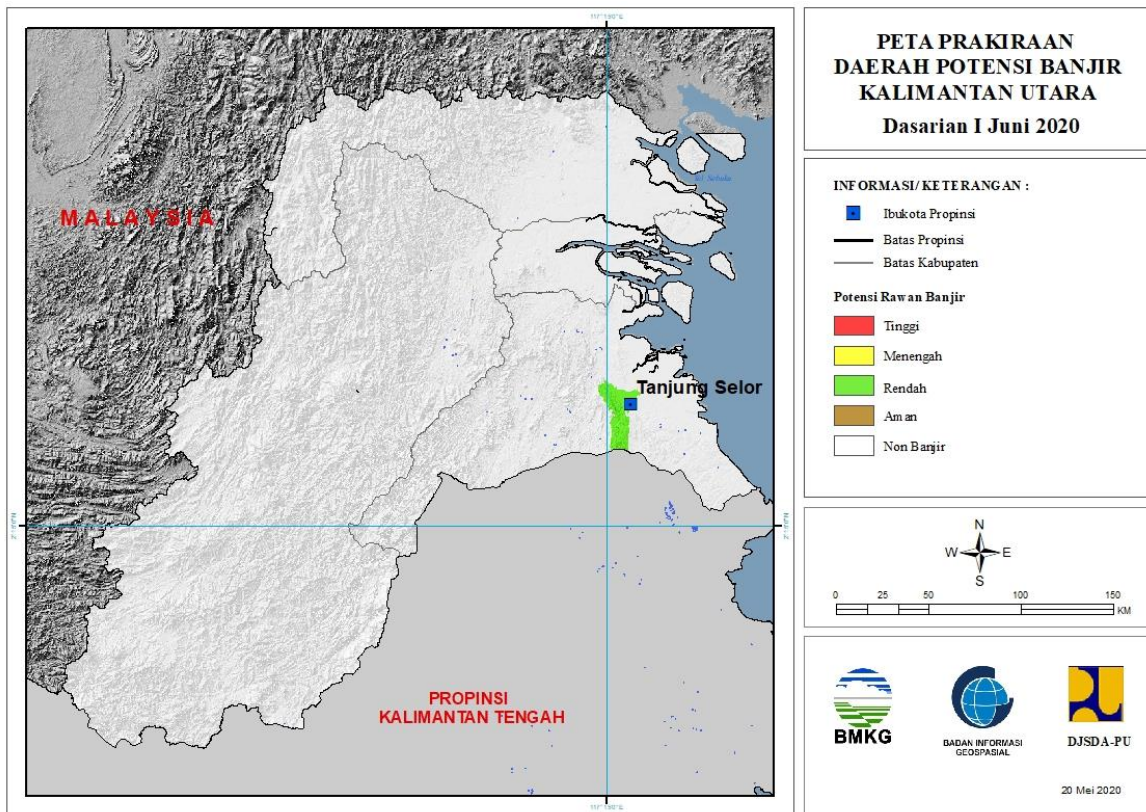 PETA PRAKIRAAN
DAERAH POTENSI BANJIR
KALIMANTAN UTARA
Dasarian I Juni 2020
MALAYSIA
Tanjung Selor
PROPINSI
KALIMANTAN TENGAH
INFORMASI/ KETERANGAN :
Ibukota Propinsi
Batas Propinsi
Batas Kabupaten
Potensi Rawan Banjir
Tinggi
Menengah
Rendah
Aman
Non Banjir
N
W E
S
0 25 50 100 150
KM
BMKG
BADAN INFORMASI
GEOSPASIAL
DJSDA-PU
20 Mei 2020